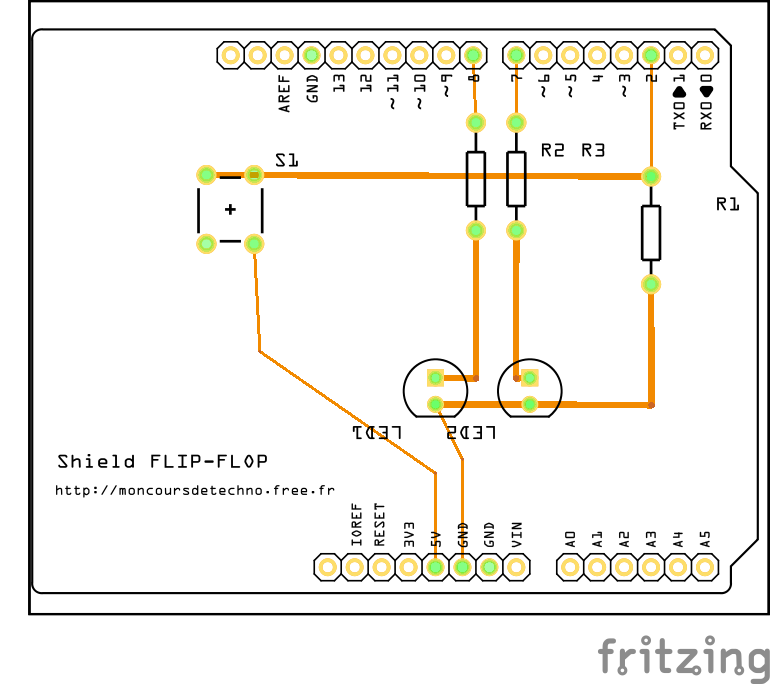 AREF GND 13 12 ~11 ~10 ~9 8 7 ~6 ~5 4 ~3 2 TX0 1 RX0 0
S1 R2 R3
R1
LED1 LED2
Shield FLIP-FLOP
http://moncoursdetechno.free.fr
IOREF RESET 3V3 5V GND GND VIN A0 A1 A2 A3 A4 A5
fritzing